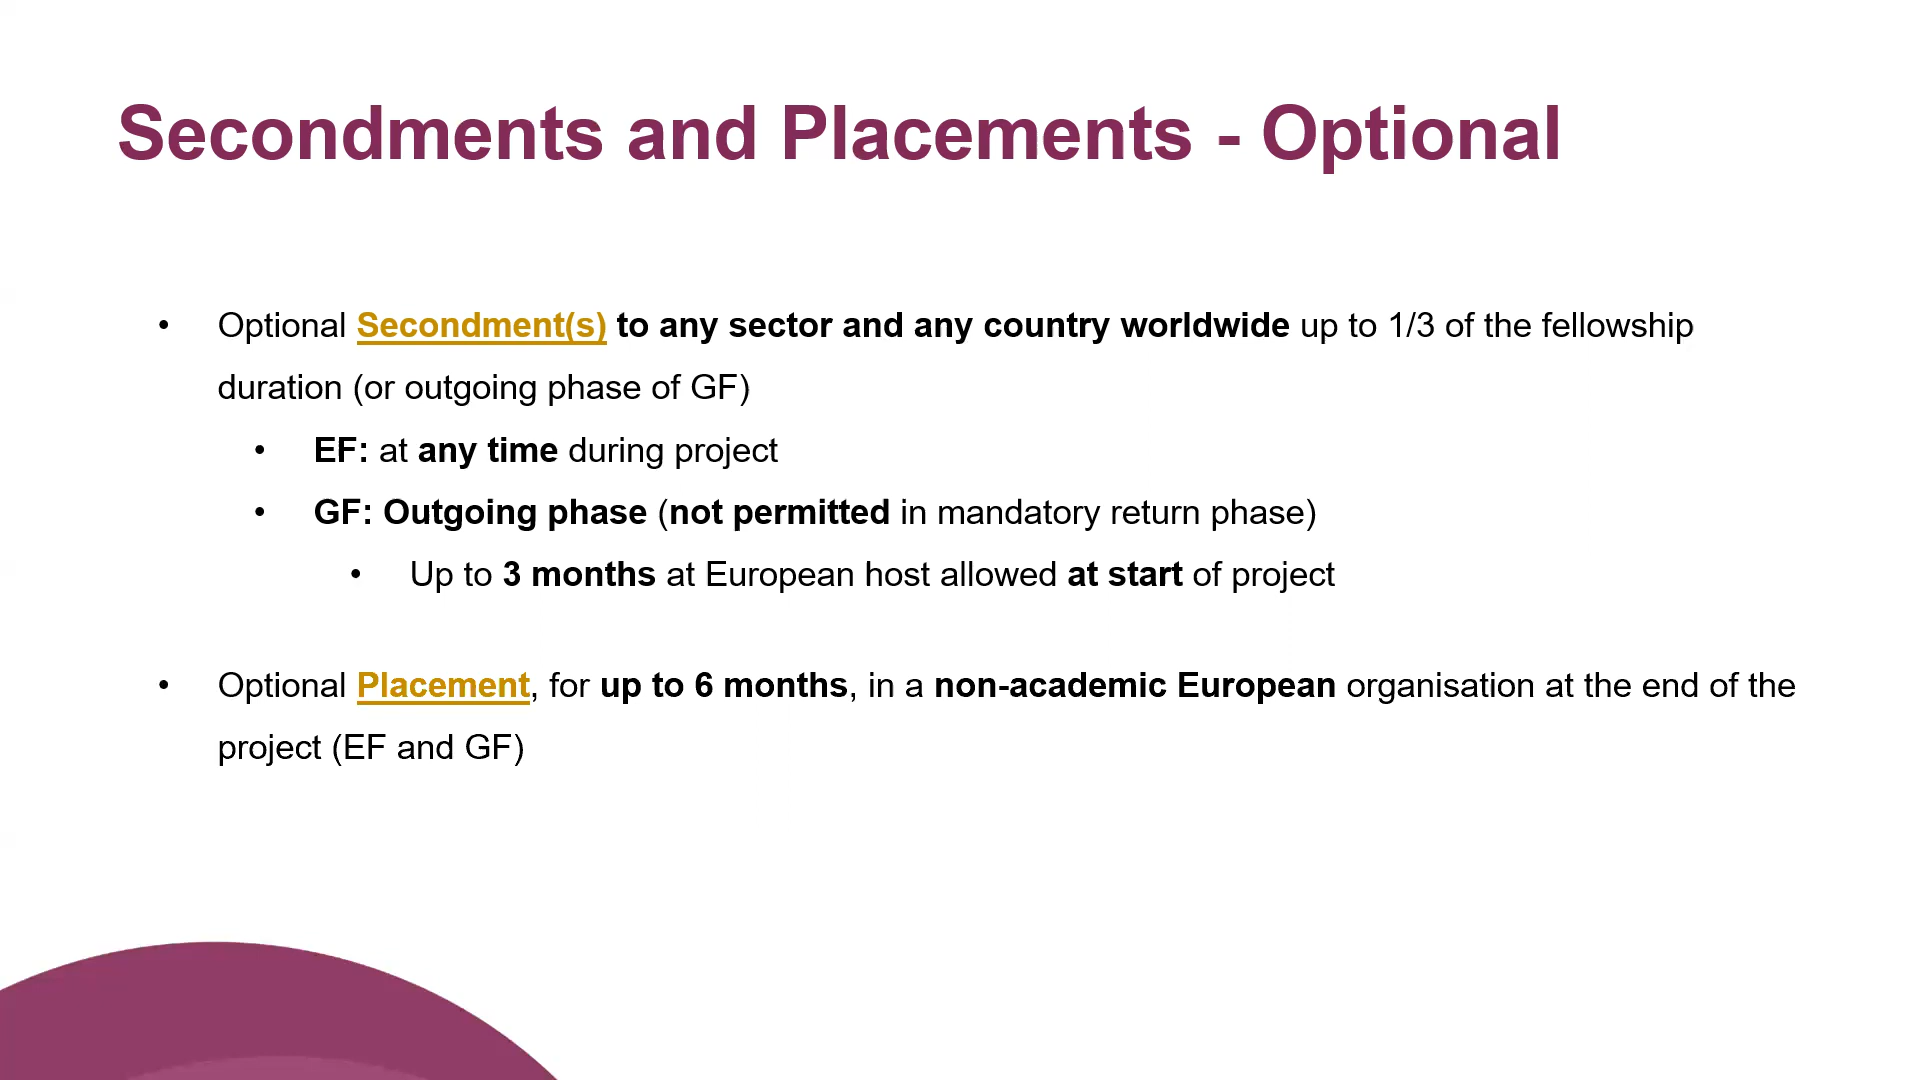 Secondments and Placements - Optional
• Optional Secondment(s) to any sector and any country worldwide up to 1/3 of the fellowship
duration (or outgoing phase of GF)
• EF: at any time during project
• GF: Outgoing phase (not permitted in mandatory return phase)
• Up to 3 months at European host allowed at start of project
• Optional Placement, for up to 6 months, in a non-academic European organisation at the end of the
project (EF and GF)